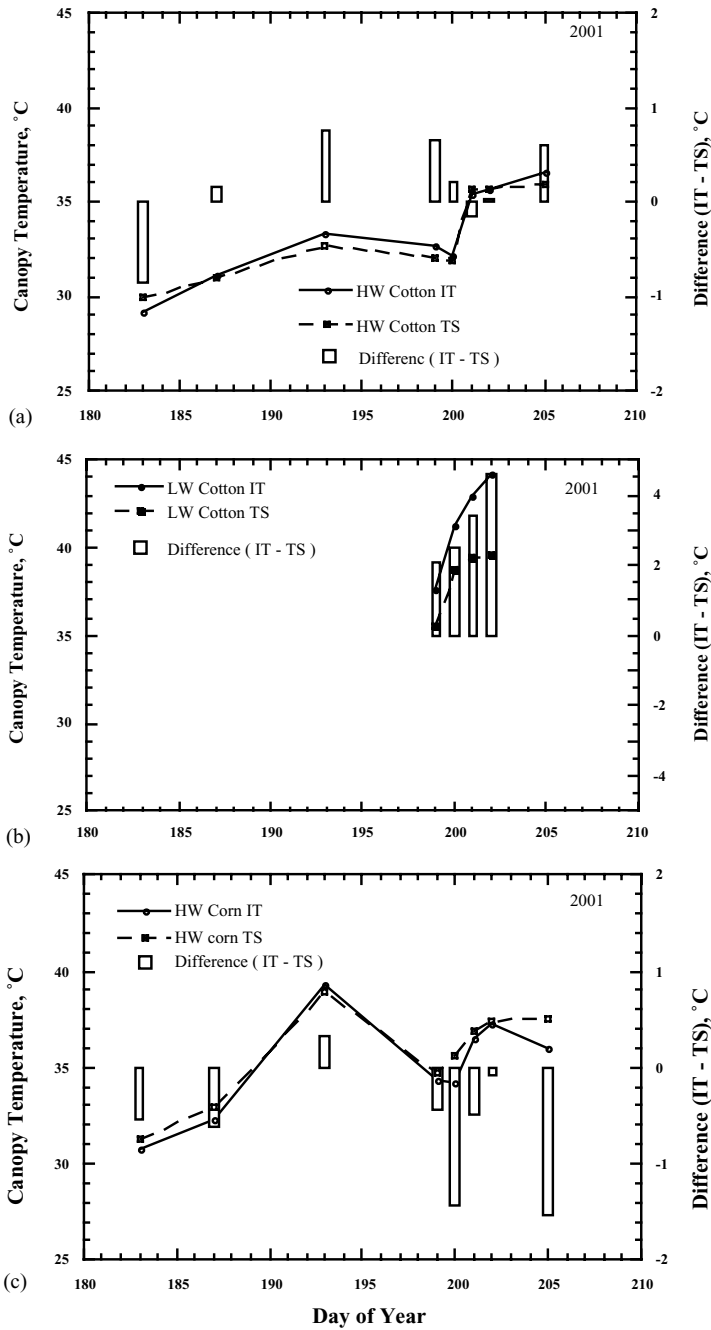 45
40
35
30
25
Canopy Temperature, ˚C
2001
HW Cotton IT
HW Cotton TS
Differenc ( IT - TS )
2
1
0
-1
-2
Difference (IT - TS), ˚C
180 185 190 195 200 205 210
(a)
45
40
35
30
25
Canopy Temperature, ˚C
LW Cotton IT
LW Cotton TS
Difference ( IT - TS )
2001
4
2
0
-2
-4
Difference (IT - TS), ˚C
180 185 190 195 200 205 210
(b)
45
40
35
30
25
Canopy Temperature, ˚C
HW Corn IT
HW corn TS
Difference ( IT - TS )
2001
2
1
0
-1
-2
Difference (IT - TS), ˚C
180 185 190 195 200 205 210
(c)
Day of Year